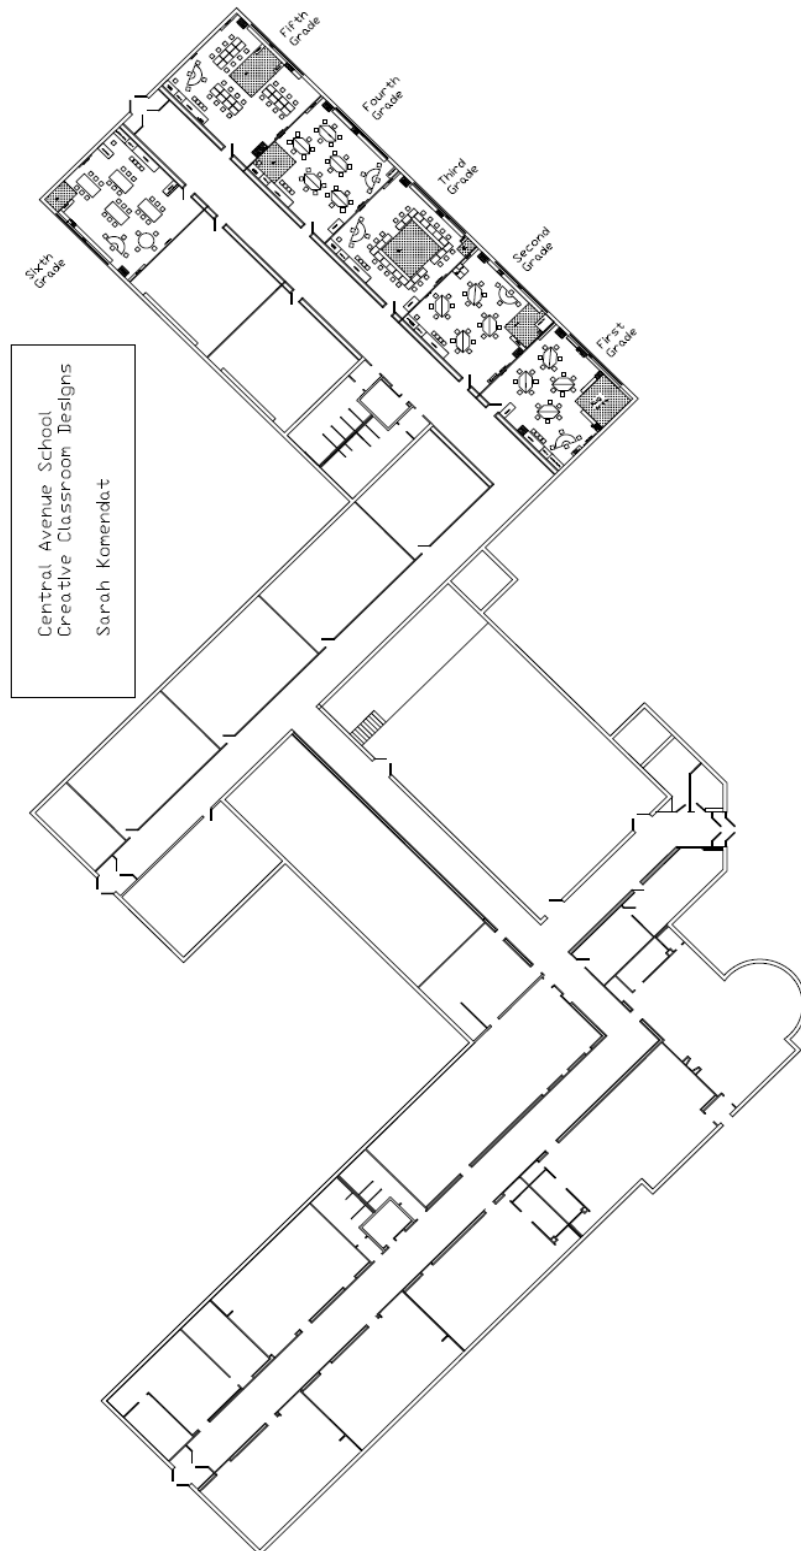 Central Avenue School
Creative Classroom Designs
Sarah Komendat
Fifth
Grade
Fourth
Grade
Third
Grade
Second
Grade
First
Grade
Sixth
Grade